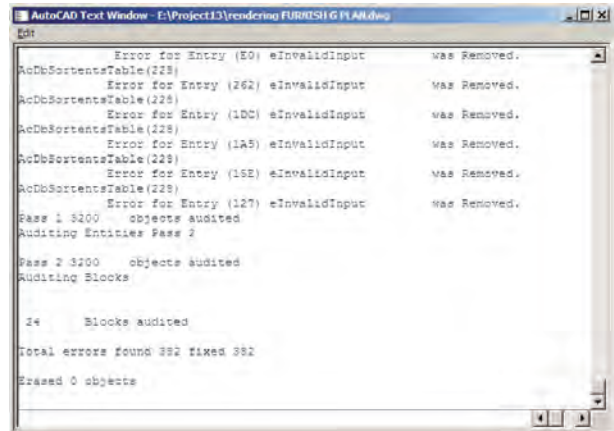 AutoCAD Text Window - E:\Project13\rendering FURNISH G PLAN.dwg
Edit
Error for Entry (E0) eInvalidInput was Removed.
AcDbSortentsTable(228)
Error for Entry (262) eInvalidInput was Removed.
AcDbSortentsTable(228)
Error for Entry (1DC) eInvalidInput was Removed.
AcDbSortentsTable(228)
Error for Entry (1A5) eInvalidInput was Removed.
AcDbSortentsTable(228)
Error for Entry (15E) eInvalidInput was Removed.
AcDbSortentsTable(228)
Error for Entry (127) eInvalidInput was Removed.
Pass 1 3200 objects audited
Auditing Entities Pass 2
Pass 2 3200 objects audited
Auditing Blocks
24 Blocks audited
Total errors found 392 fixed 392
Erased 0 objects